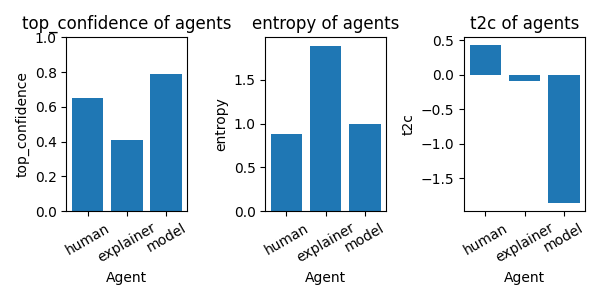 top_confidence of agents
top_confidence
1.0
0.8
0.6
0.4
0.2
0.0
human
explainer
model
Agent
entropy of agents
entropy
1.5
1.0
0.5
0.0
human
explainer
model
Agent
t2c of agents
t2c
0.5
0.0
−0.5
−1.0
−1.5
human
explainer
model
Agent